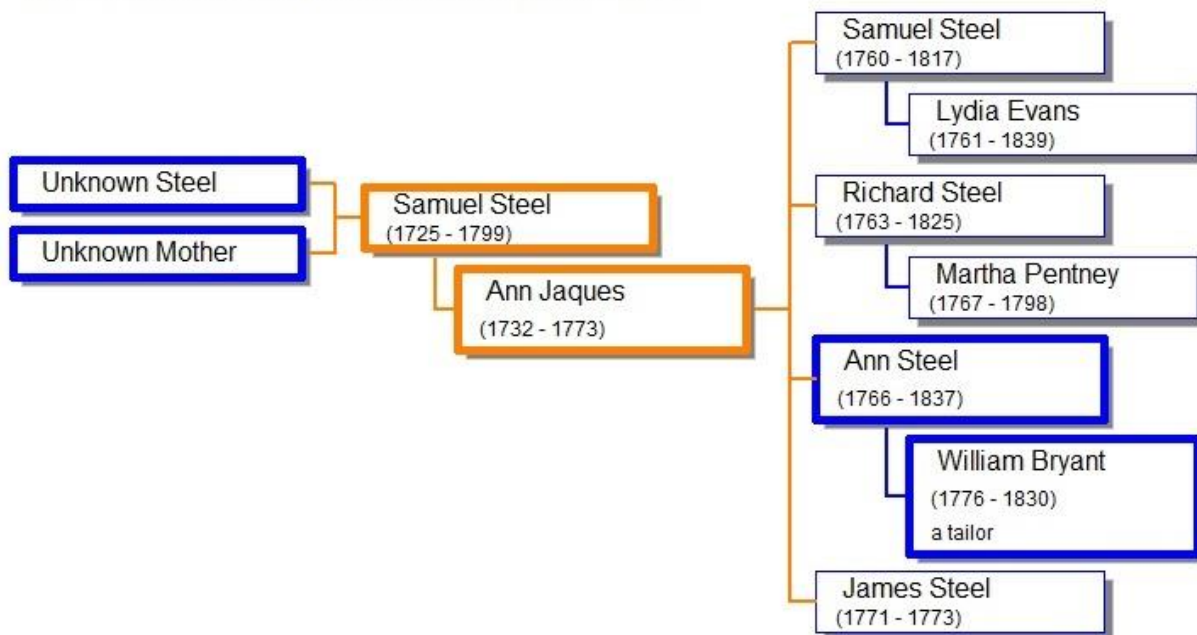 Unknown Steel
Unknown Mother
Samuel Steel
(1725 - 1799)
Ann Jaques
(1732 - 1773)
Samuel Steel
(1760 - 1817)
Lydia Evans
(1761 - 1839)
Richard Steel
(1763 - 1825)
Martha Pentney
(1767 - 1798)
Ann Steel
(1766 - 1837)
William Bryant
(1776 - 1830)
a tailor
James Steel
(1771 - 1773)